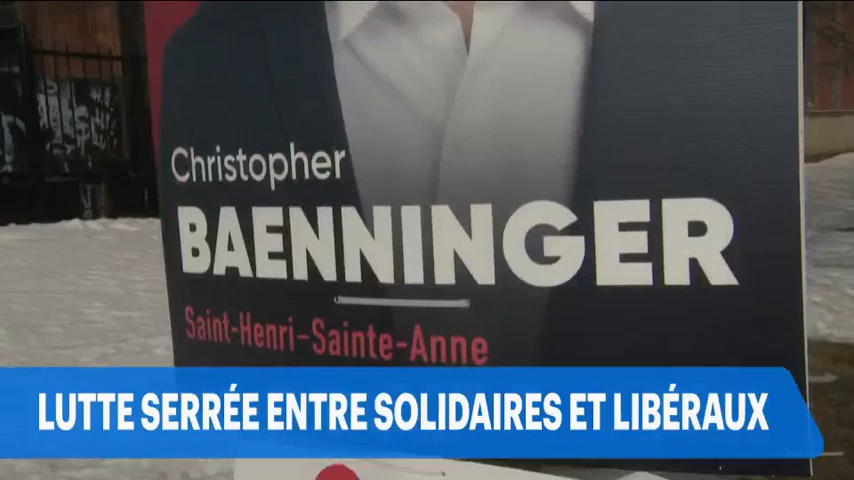 Christopher
BAENNINGER
Saint-Henri–Sainte-Anne
LUTTE SERRÉE ENTRE SOLIDAIRES ET LIBÉRAUX